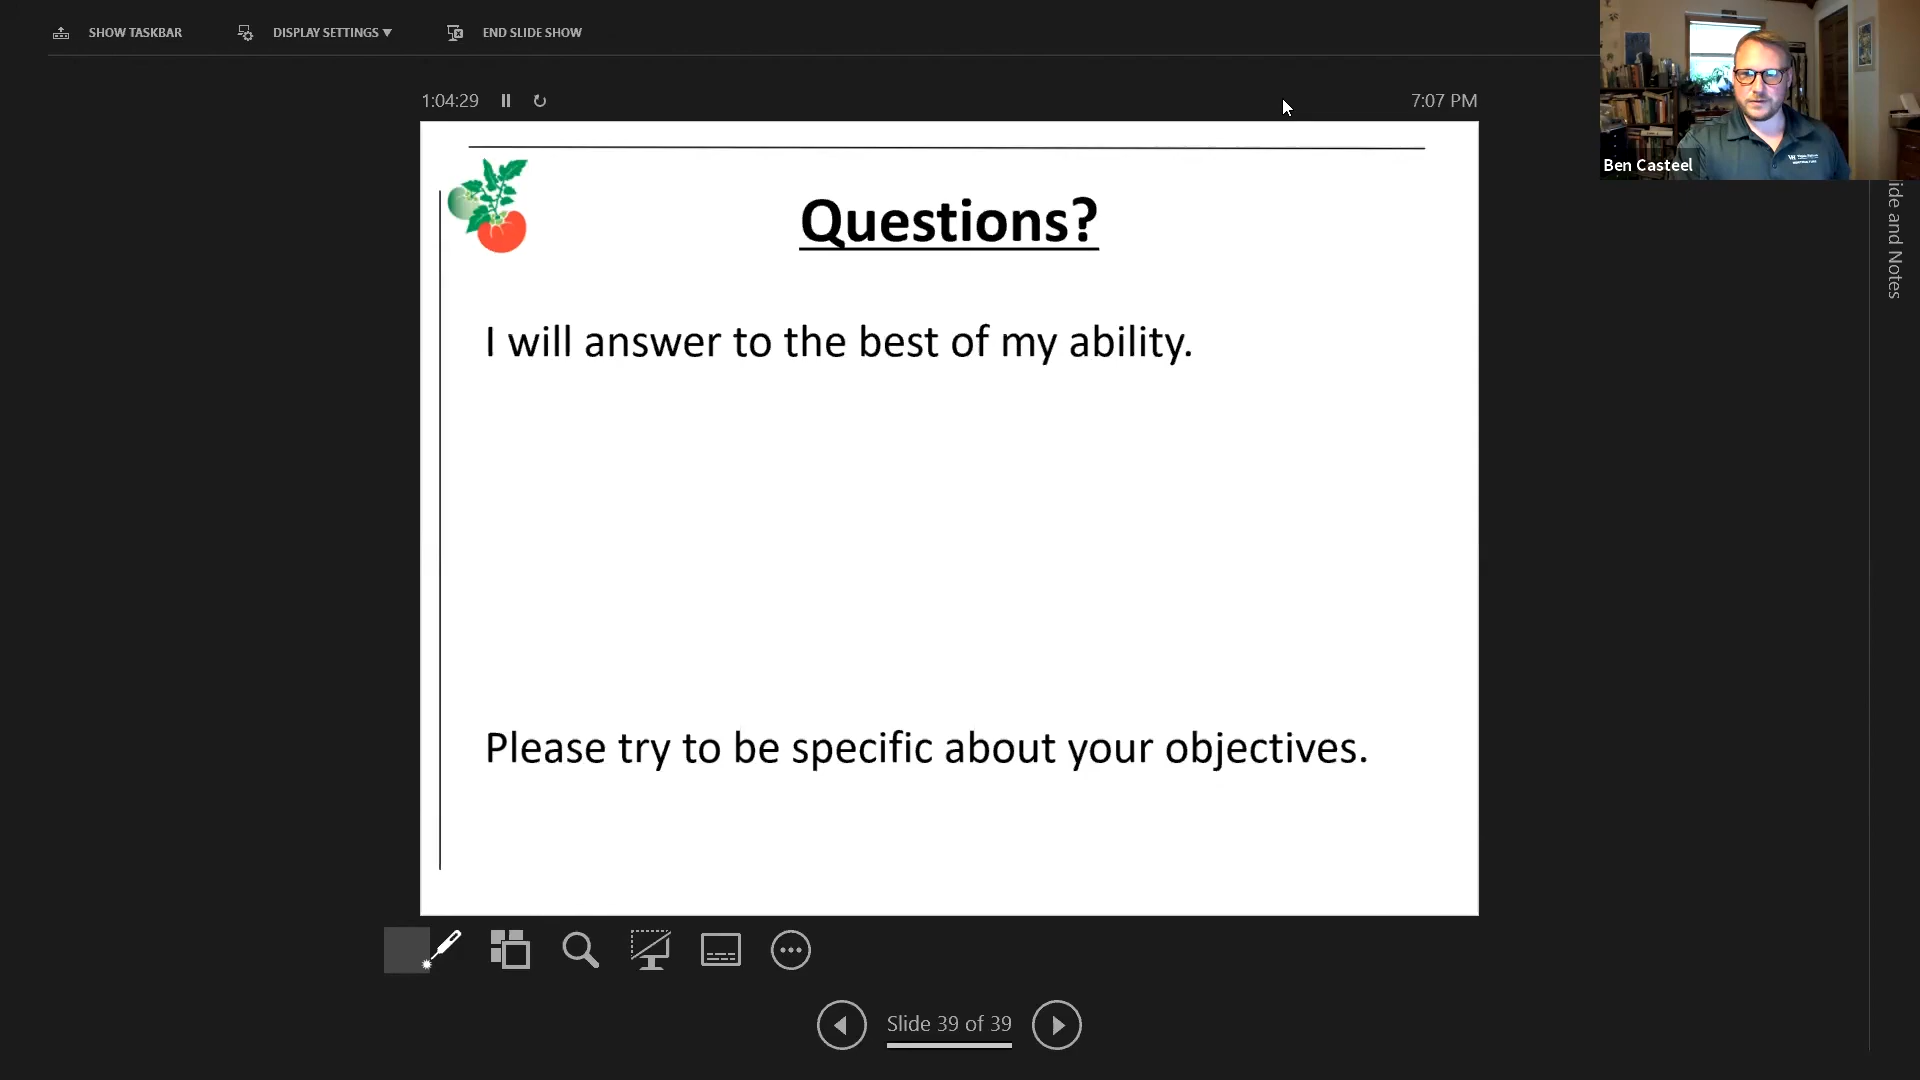 SHOW TASKBAR
DISPLAY SETTINGS ▼
END SLIDE SHOW
1:04:29
7:07 PM
Ben Casteel
ide and Notes
Questions?
I will answer to the best of my ability.
Please try to be specific about your objectives.
Slide 39 of 39